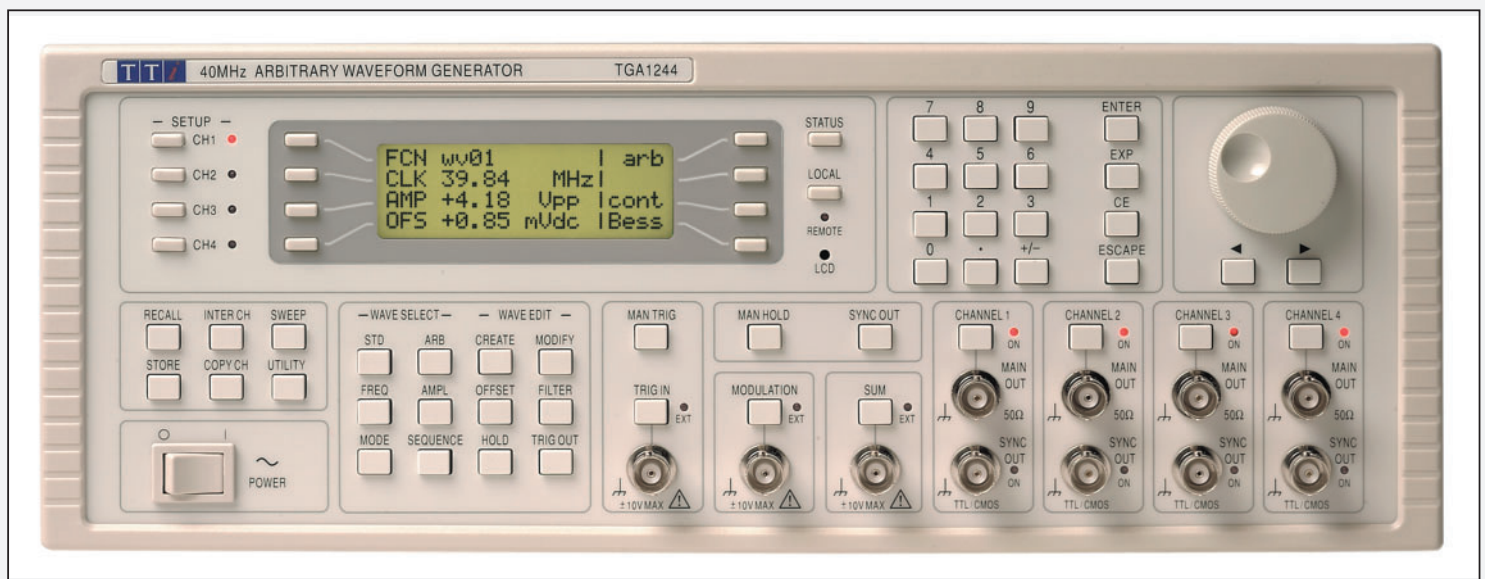 TTi 40MHz ARBITRARY WAVEFORM GENERATOR TGA1244
— SETUP —
CH1
CH2
CH3
CH4
FCN wv01 | arb
CLK 39.84 MHz|
AMP +4.18 Vpp |cont
OFS +0.85 mVdc |Bess
STATUS
LOCAL
REMOTE
LCD
7 8 9 ENTER
4 5 6 EXP
1 2 3 CE
0 . +/– ESCAPE
◄ ►
RECALL INTER CH SWEEP
STORE COPY CH UTILITY
POWER
— WAVE SELECT — — WAVE EDIT —
STD ARB CREATE MODIFY
FREQ AMPL OFFSET FILTER
MODE SEQUENCE HOLD TRIG OUT
MAN TRIG
TRIG IN
EXT
±10V MAX
MAN HOLD SYNC OUT
MODULATION
EXT
±10V MAX
SUM
EXT
±10V MAX
CHANNEL 1
ON
MAIN
OUT
50Ω
SYNC
OUT
ON
TTL/CMOS
CHANNEL 2
ON
MAIN
OUT
50Ω
SYNC
OUT
ON
TTL/CMOS
CHANNEL 3
ON
MAIN
OUT
50Ω
SYNC
OUT
ON
TTL/CMOS
CHANNEL 4
ON
MAIN
OUT
50Ω
SYNC
OUT
ON
TTL/CMOS